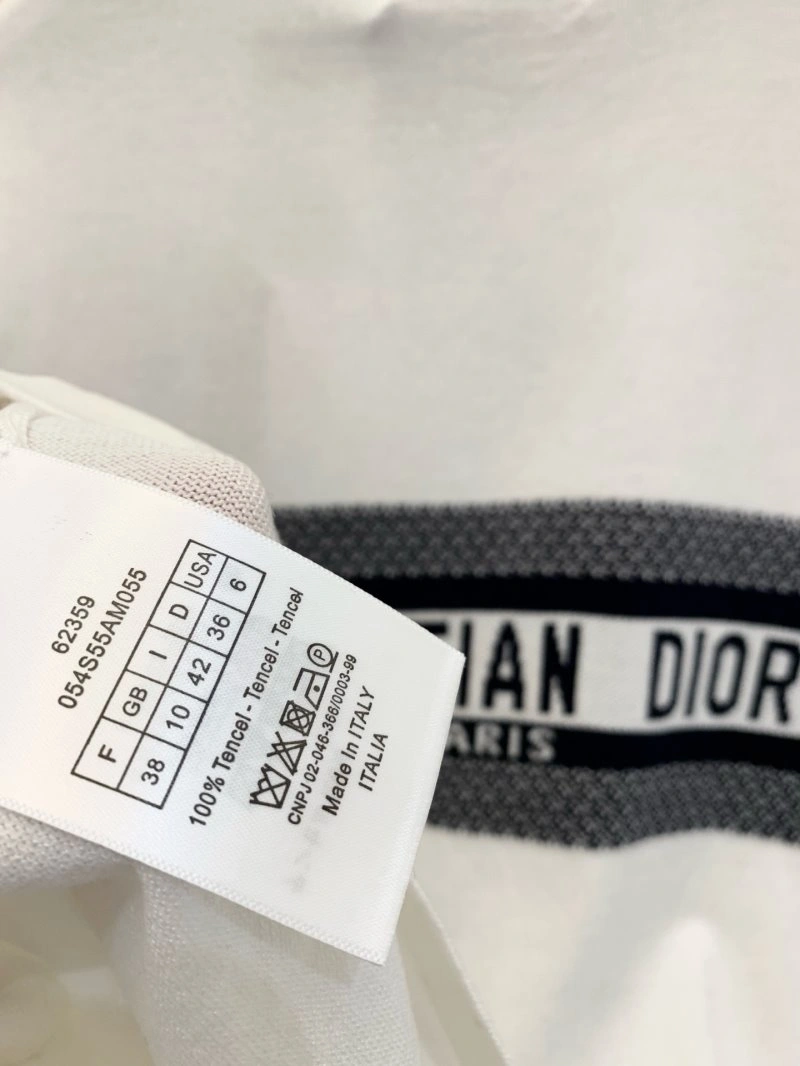 62359
054S55AM055
F GB I D USA
38 10 42 36 6
100% Tencel - Tencel - Tencel
P
CNPJ 02-046-366/0003-99
Made In ITALY
ITALIA
TIAN DIOR
ARIS